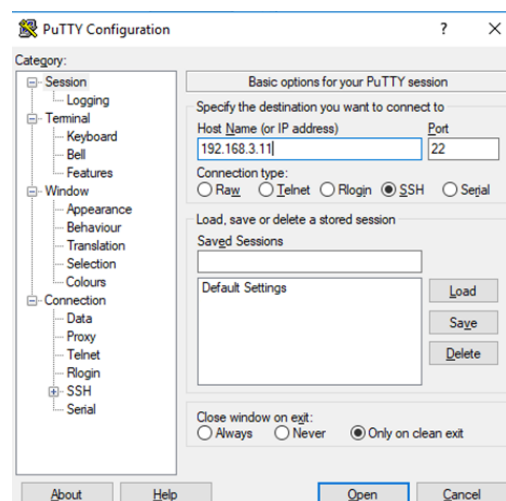 PuTTY Configuration
? ×
Category:
Session
Logging
Terminal
Keyboard
Bell
Features
Window
Appearance
Behaviour
Translation
Selection
Colours
Connection
Data
Proxy
Telnet
Rlogin
SSH
Serial
Basic options for your PuTTY session
Specify the destination you want to connect to
Host Name (or IP address) Port
192.168.3.11 22
Connection type:
Raw Telnet Rlogin SSH Serial
Load, save or delete a stored session
Saved Sessions
Default Settings
Load
Save
Delete
Close window on exit:
Always Never Only on clean exit
About Help Open Cancel